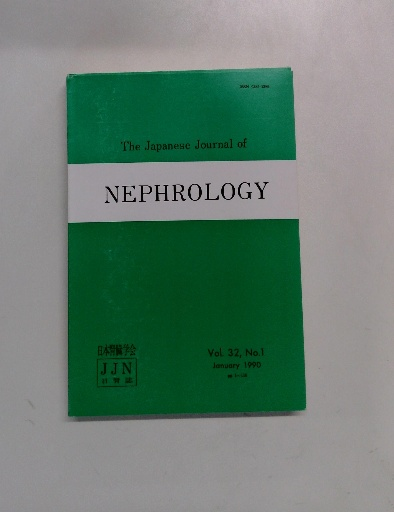 The Japanese Journal of
NEPHROLOGY
日本腎臓学会
JJN
Vol. 32, No.1
January 1990